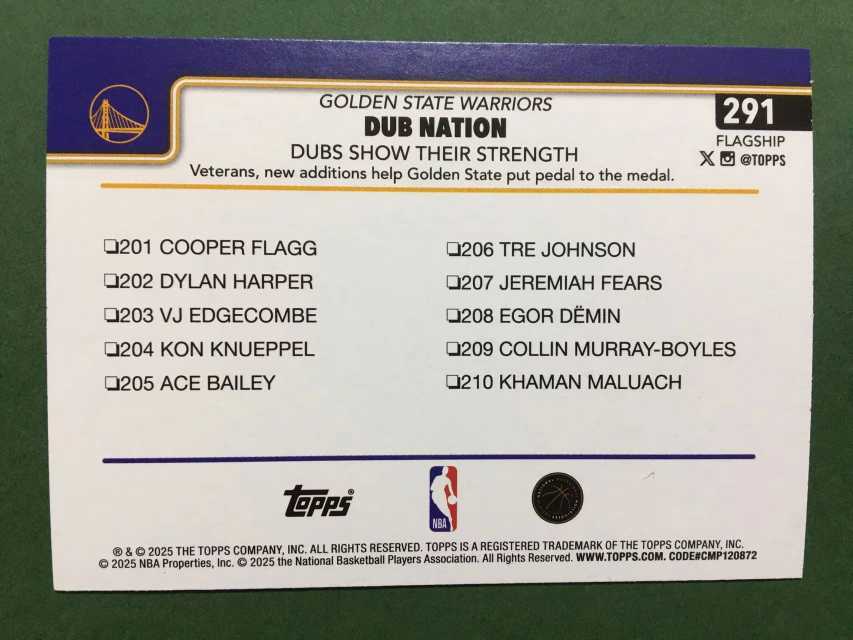 GOLDEN STATE WARRIORS
DUB NATION
DUBS SHOW THEIR STRENGTH
Veterans, new additions help Golden State put pedal to the medal.
291
FLAGSHIP
@TOPPS
❏201 COOPER FLAGG
❏202 DYLAN HARPER
❏203 VJ EDGECOMBE
❏204 KON KNUEPPEL
❏205 ACE BAILEY
❏206 TRE JOHNSON
❏207 JEREMIAH FEARS
❏208 EGOR DËMIN
❏209 COLLIN MURRAY-BOYLES
❏210 KHAMAN MALUACH
topps®
NBA
® & © 2025 THE TOPPS COMPANY, INC. ALL RIGHTS RESERVED. TOPPS IS A REGISTERED TRADEMARK OF THE TOPPS COMPANY, INC.
© 2025 NBA Properties, Inc. © 2025 the National Basketball Players Association. All Rights Reserved. WWW.TOPPS.COM. CODE#CMP120872